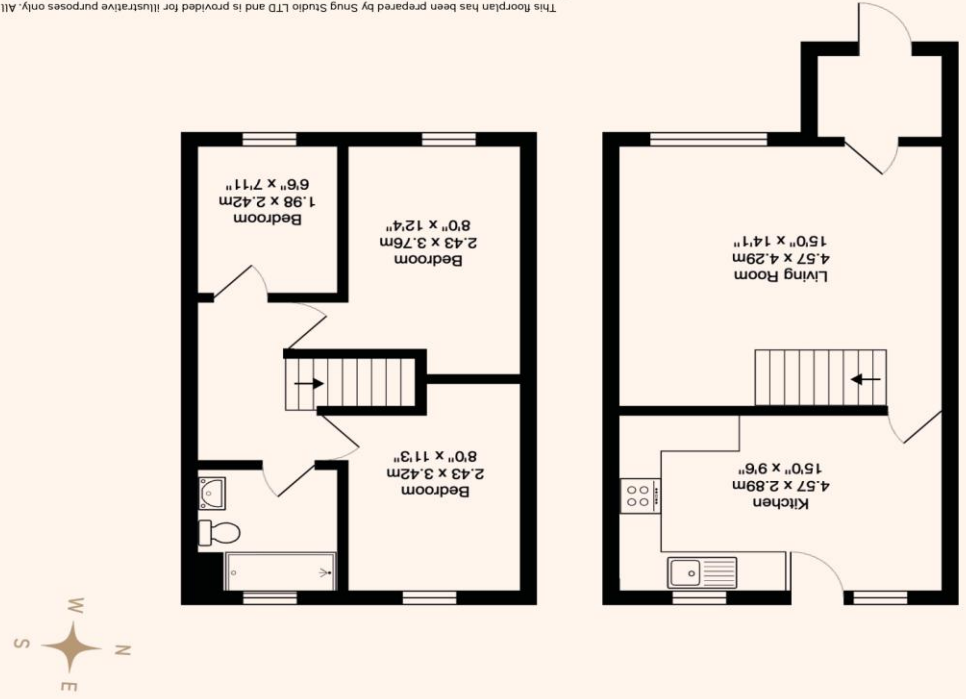 E
N S
W
Kitchen
4.57 x 2.89m
15'0" x 9'6"
Living Room
4.57 x 4.29m
15'0" x 14'1"
Bedroom
2.43 x 3.42m
8'0" x 11'3"
Bedroom
2.43 x 3.76m
8'0" x 12'4"
Bedroom
1.98 x 2.42m
6'6" x 7'11"
This floorplan has been prepared by Snug Studio LTD and is provided for illustrative purposes only. All